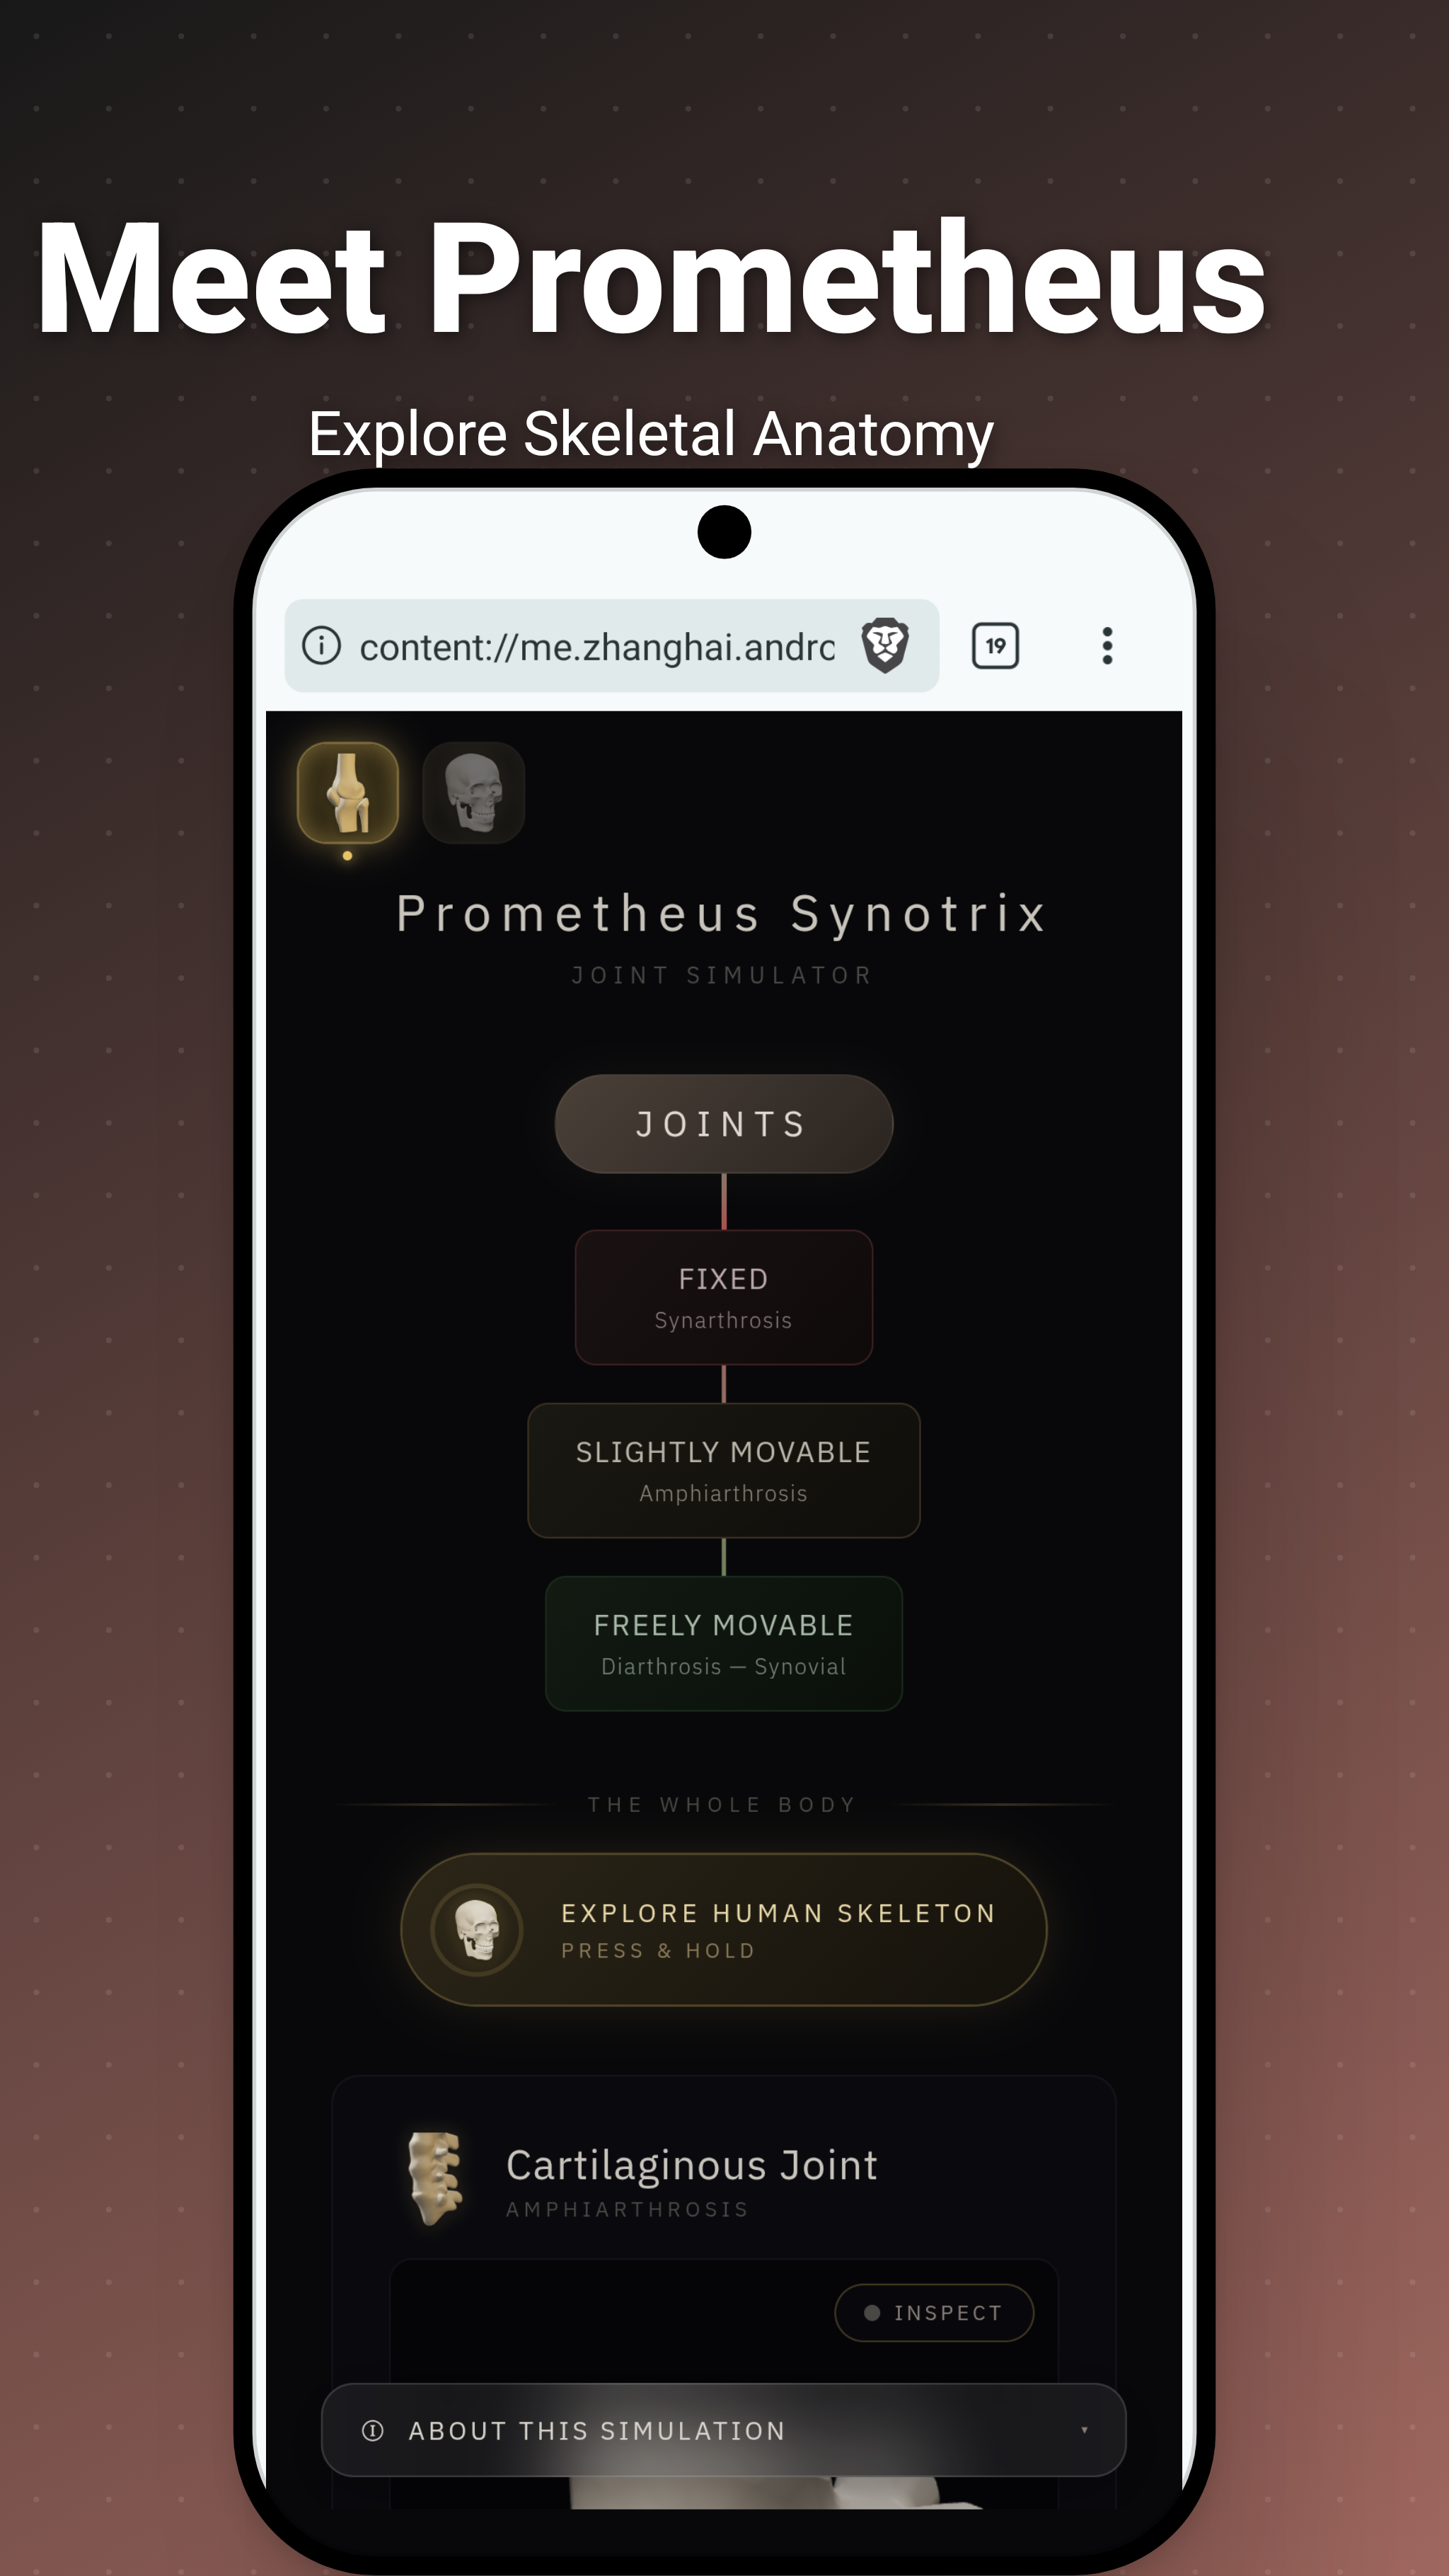 Meet Prometheus
Explore Skeletal Anatomy
content://me.zhanghai.andro
19
Prometheus Synotrix
JOINT SIMULATOR
JOINTS
FIXED
Synarthrosis
SLIGHTLY MOVABLE
Amphiarthrosis
FREELY MOVABLE
Diarthrosis — Synovial
THE WHOLE BODY
EXPLORE HUMAN SKELETON
PRESS & HOLD
Cartilaginous Joint
AMPHIARTHROSIS
INSPECT
ABOUT THIS SIMULATION